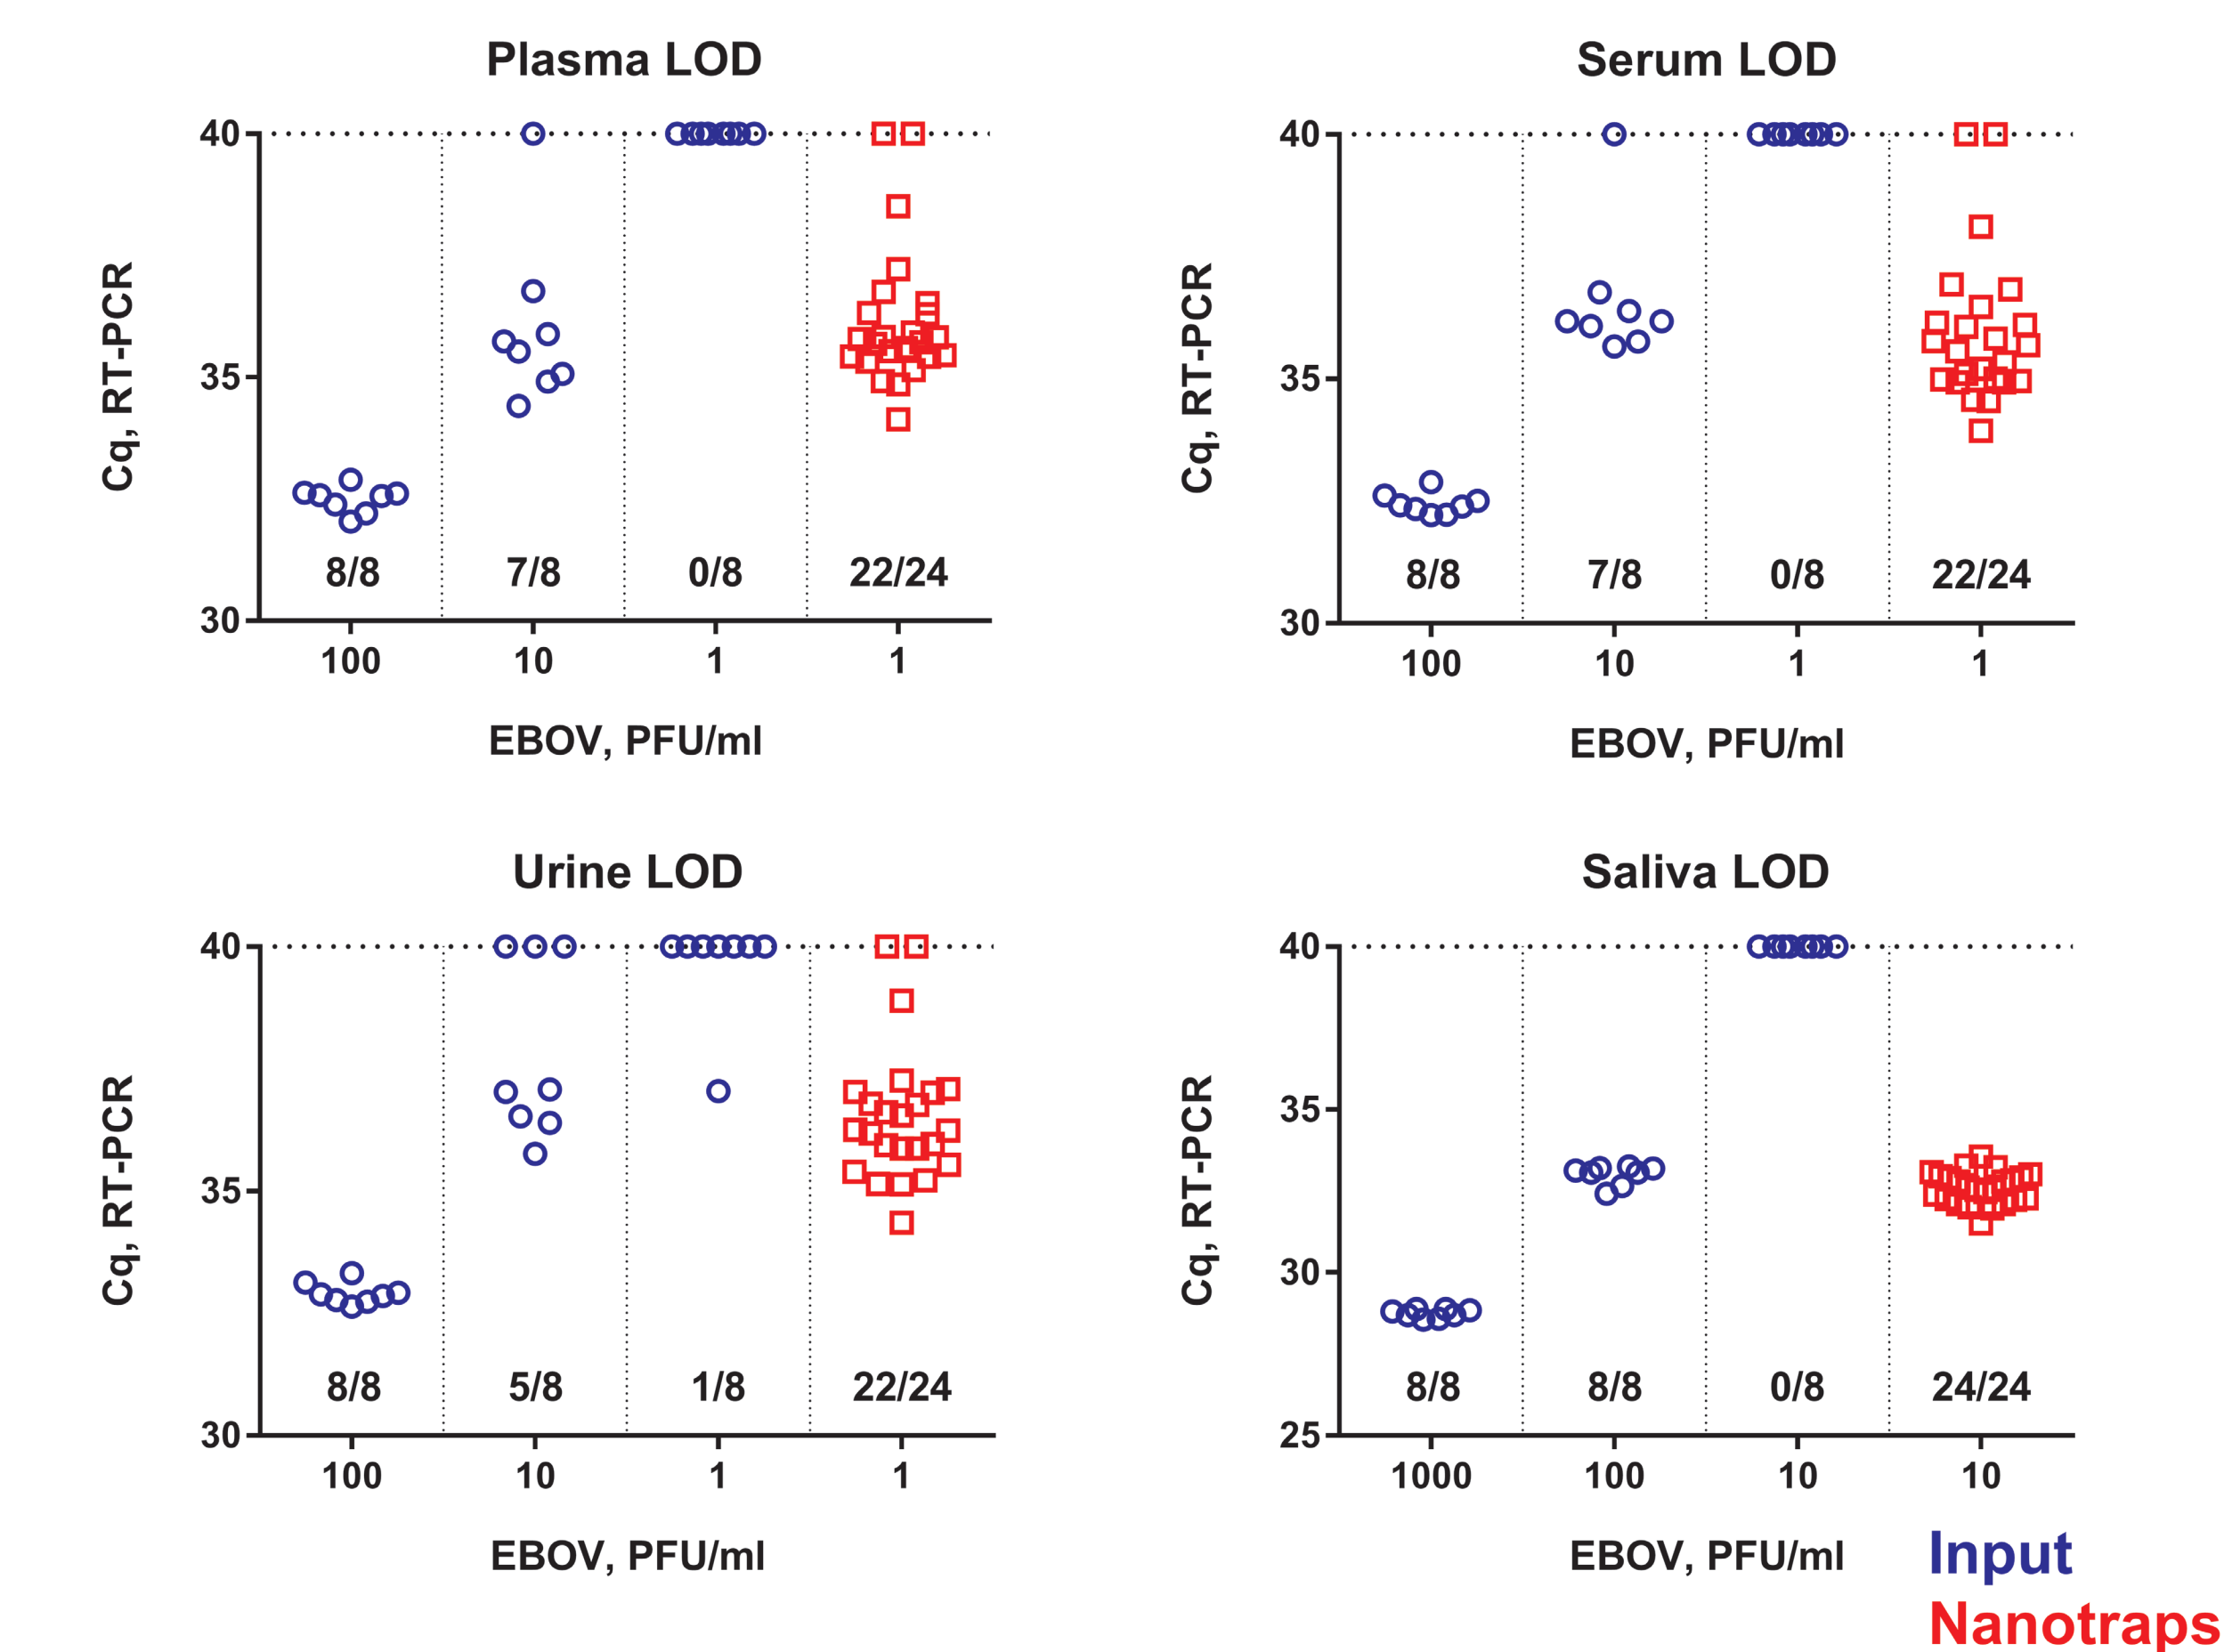 Plasma LOD
40
35
30
Cq, RT-PCR
8/8 7/8 0/8 22/24
100 10 1 1
EBOV, PFU/ml
Serum LOD
40
35
30
Cq, RT-PCR
8/8 7/8 0/8 22/24
100 10 1 1
EBOV, PFU/ml
Urine LOD
40
35
30
Cq, RT-PCR
8/8 5/8 1/8 22/24
100 10 1 1
EBOV, PFU/ml
Saliva LOD
40
35
30
25
Cq, RT-PCR
8/8 8/8 0/8 24/24
1000 100 10 10
EBOV, PFU/ml
Input
Nanotraps